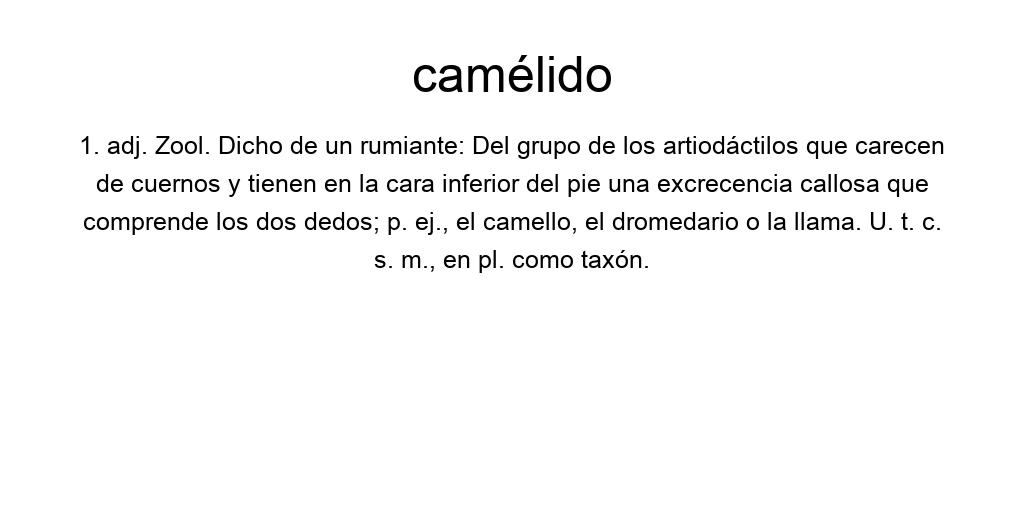 camélido
1. adj. Zool. Dicho de un rumiante: Del grupo de los artiodáctilos que carecen
de cuernos y tienen en la cara inferior del pie una excrecencia callosa que
comprende los dos dedos; p. ej., el camello, el dromedario o la llama. U. t. c.
s. m., en pl. como taxón.